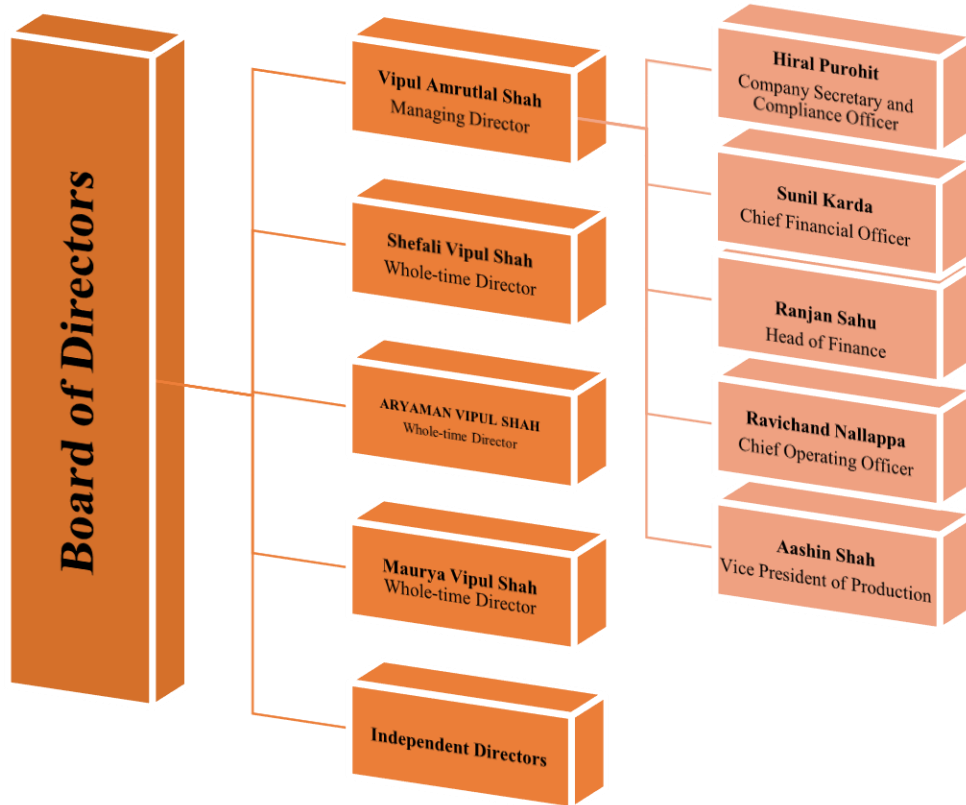 Board of Directors
Vipul Amrutlal Shah
Managing Director
Shefali Vipul Shah
Whole-time Director
ARYAMAN VIPUL SHAH
Whole-time Director
Maurya Vipul Shah
Whole-time Director
Independent Directors
Hiral Purohit
Company Secretary and
Compliance Officer
Sunil Karda
Chief Financial Officer
Ranjan Sahu
Head of Finance
Ravichand Nallappa
Chief Operating Officer
Aashin Shah
Vice President of Production